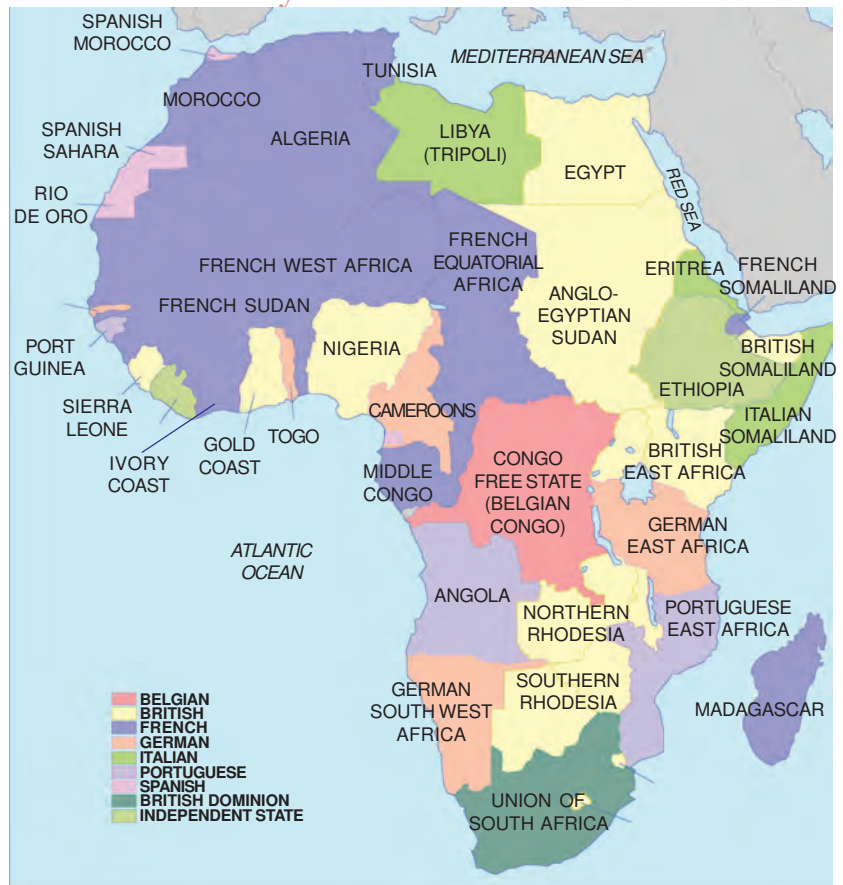 SPANISH
MOROCCO
MEDITERRANEAN SEA
TUNISIA
MOROCCO
ALGERIA
LIBYA
(TRIPOLI)
SPANISH
SAHARA
EGYPT
RIO
DE ORO
RED SEA
FRENCH
EQUATORIAL
AFRICA
FRENCH WEST AFRICA
ERITREA
FRENCH
SOMALILAND
FRENCH SUDAN
ANGLO-
EGYPTIAN
SUDAN
PORT
GUINEA
NIGERIA
BRITISH
SOMALILAND
ETHIOPIA
SIERRA
LEONE
CAMEROONS
ITALIAN
SOMALILAND
TOGO
GOLD
COAST
IVORY
COAST
BRITISH
EAST AFRICA
MIDDLE
CONGO
CONGO
FREE STATE
(BELGIAN
CONGO)
GERMAN
EAST AFRICA
ATLANTIC
OCEAN
ANGOLA
NORTHERN
RHODESIA
PORTUGUESE
EAST AFRICA
GERMAN
SOUTH WEST
AFRICA
SOUTHERN
RHODESIA
MADAGASCAR
BELGIAN
BRITISH
FRENCH
GERMAN
ITALIAN
PORTUGUESE
SPANISH
BRITISH DOMINION
INDEPENDENT STATE
UNION OF
SOUTH AFRICA